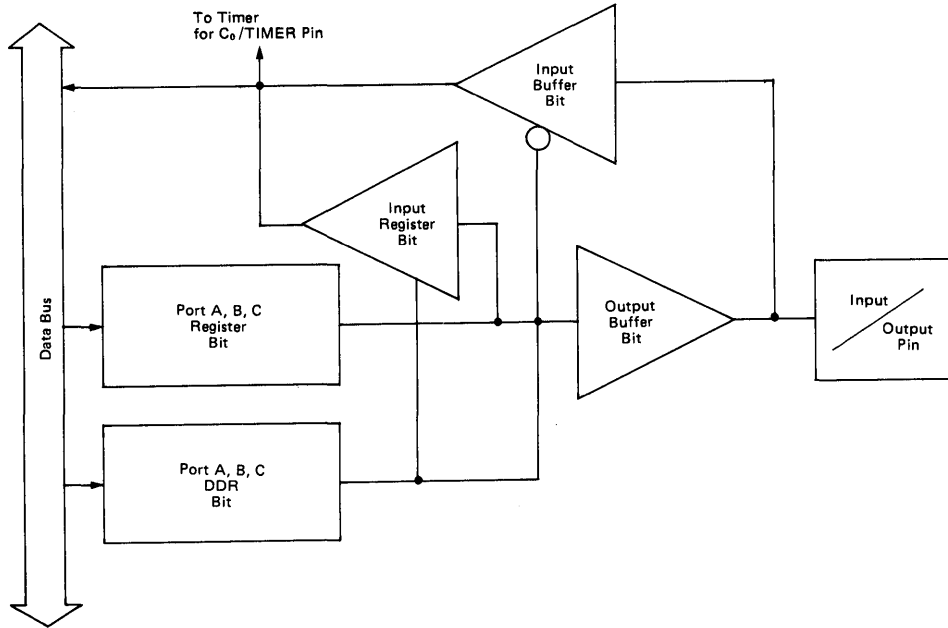 To Timer
for C₀/TIMER Pin
Input
Buffer
Bit
Input
Register
Bit
Data Bus
Port A, B, C
Register
Bit
Output
Buffer
Bit
Input
Output
Pin
Port A, B, C
DDR
Bit